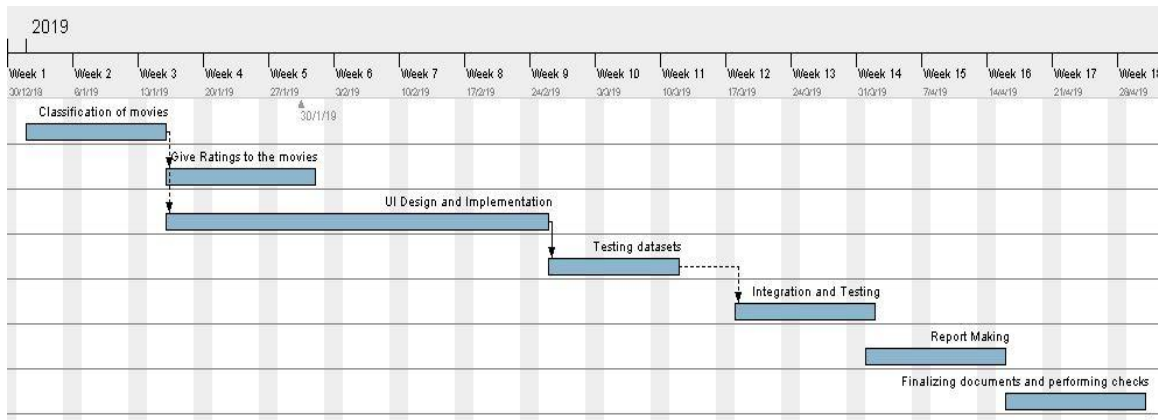 2019
Week 1 Week 2 Week 3 Week 4 Week 5 Week 6 Week 7 Week 8 Week 9 Week 10 Week 11 Week 12 Week 13 Week 14 Week 15 Week 16 Week 17 Week 18
30/12/18 6/1/19 13/1/19 20/1/19 27/1/19 3/2/19 10/2/19 17/2/19 24/2/19 3/3/19 10/3/19 17/3/19 24/3/19 31/3/19 7/4/19 14/4/19 21/4/19 28/4/19
Classification of movies
30/1/19
Give Ratings to the movies
UI Design and Implementation
Testing datasets
Integration and Testing
Report Making
Finalizing documents and performing checks